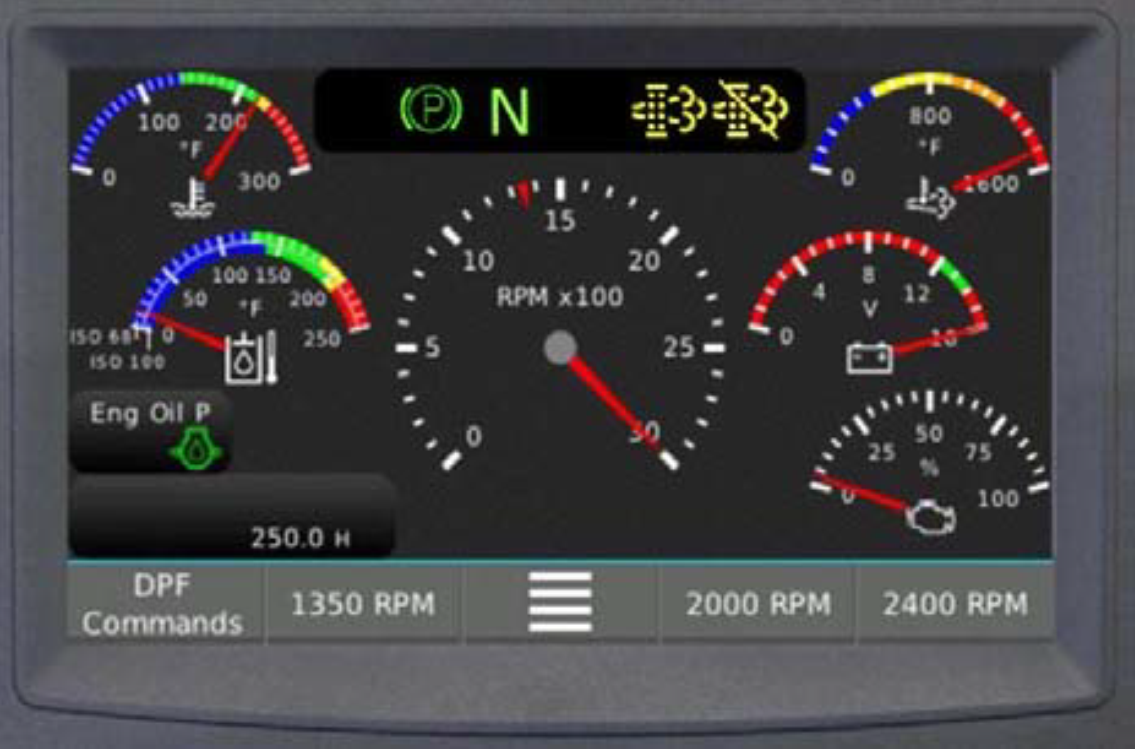 (P) N
100 200
°F
0 300
800
°F
0 1600
15
10 20
RPM x100
5 25
0 30
100 150
50 200
°F
ISO 68 0 250
ISO 100
8
4 12
V
0 16
Eng Oil P
50
25 75
%
0 100
250.0 H
DPF
Commands
1350 RPM
2000 RPM
2400 RPM